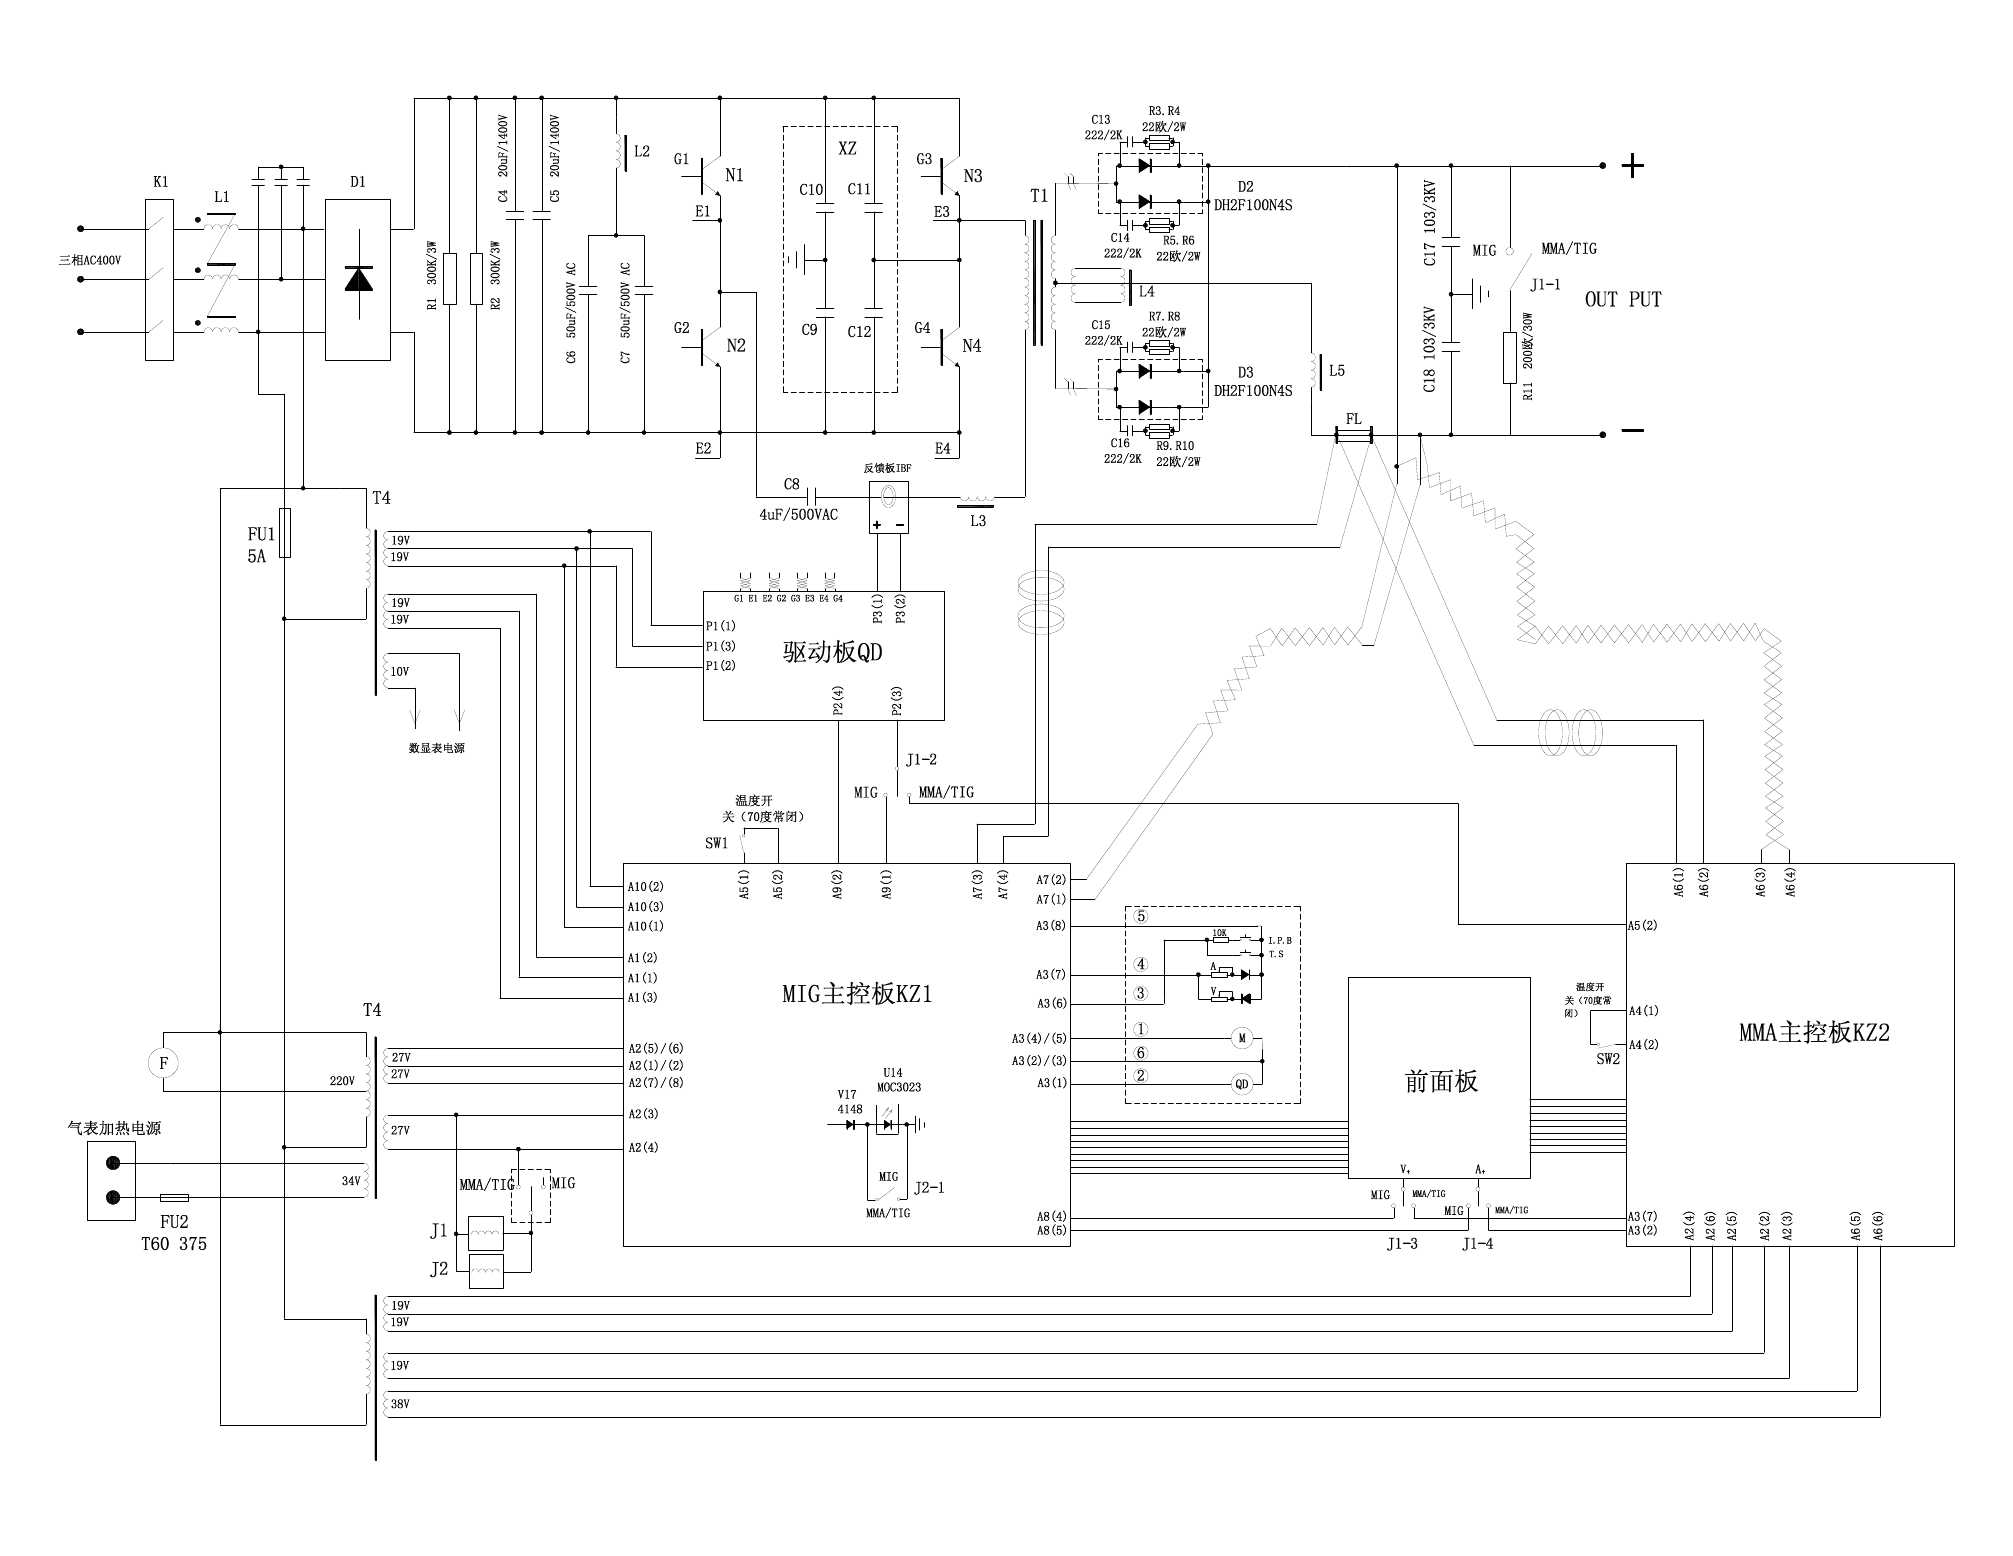 K1
L1
D1
三相AC400V
R1 300K/3W
R2 300K/3W
C4 20uF/1400V
C5 20uF/1400V
L2
C6 50uF/500V AC
C7 50uF/500V AC
G1
N1
E1
G2
N2
E2
XZ
C10
C11
C9
C12
G3
N3
E3
G4
N4
E4
T1
C13
222/2K
R3.R4
22欧/2W
D2
DH2F100N4S
C14
222/2K
R5.R6
22欧/2W
L4
C15
222/2K
R7.R8
22欧/2W
D3
DH2F100N4S
C16
222/2K
R9.R10
22欧/2W
L5
FL
C17 103/3KV
C18 103/3KV
MIG
MMA/TIG
J1-1
R11 200欧/30W
OUT PUT
+
−
C8
4uF/500VAC
反馈板IBF
+ −
L3
FU1
5A
T4
19V
19V
19V
19V
10V
数显表电源
G1 E1 E2 G2 G3 E3 E4 G4
P3(1)
P3(2)
P1(1)
P1(3)
P1(2)
驱动板QD
P2(4)
P2(3)
J1-2
MIG
MMA/TIG
温度开
关（70度常闭）
SW1
A5(1)
A5(2)
A9(2)
A9(1)
A7(3)
A7(4)
A10(2)
A10(3)
A10(1)
A1(2)
A1(1)
A1(3)
MIG主控板KZ1
A2(5)/(6)
A2(1)/(2)
A2(7)/(8)
A2(3)
A2(4)
A7(2)
A7(1)
A3(8)
A3(7)
A3(6)
A3(4)/(5)
A3(2)/(3)
A3(1)
A8(4)
A8(5)
⑤
④
③
①
⑥
②
10K
I.P.B
T.S
A
V
M
QD
V17
4148
U14
MOC3023
MIG
J2-1
MMA/TIG
T4
F
220V
27V
27V
27V
34V
气表加热电源
FU2
T60 375
MMA/TIG
MIG
J1
J2
前面板
V+
A+
MIG
MMA/TIG
MIG
MMA/TIG
J1-3
J1-4
A6(1)
A6(2)
A6(3)
A6(4)
A5(2)
温度开
关（70度常
闭）
A4(1)
A4(2)
SW2
MMA主控板KZ2
A3(7)
A3(2)
A2(4)
A2(6)
A2(5)
A2(2)
A2(3)
A6(5)
A6(6)
19V
19V
19V
38V